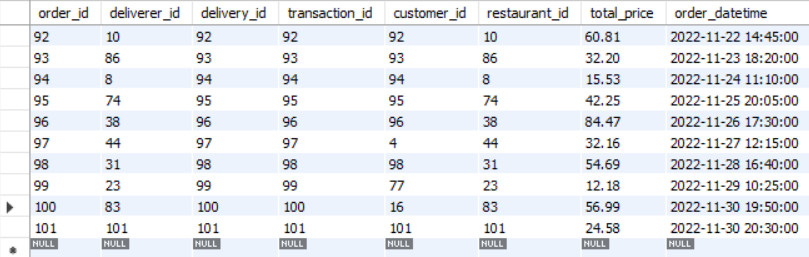 order_id deliverer_id delivery_id transaction_id customer_id restaurant_id total_price order_datetime
92 10 92 92 92 10 60.81 2022-11-22 14:45:00
93 86 93 93 93 86 32.20 2022-11-23 18:20:00
94 8 94 94 94 8 15.53 2022-11-24 11:10:00
95 74 95 95 95 74 42.25 2022-11-25 20:05:00
96 38 96 96 96 38 84.47 2022-11-26 17:30:00
97 44 97 97 4 44 32.16 2022-11-27 12:15:00
98 31 98 98 98 31 54.69 2022-11-28 16:40:00
99 23 99 99 77 23 12.18 2022-11-29 10:25:00
100 83 100 100 16 83 56.99 2022-11-30 19:50:00
101 101 101 101 101 101 24.58 2022-11-30 20:30:00
NULL NULL NULL NULL NULL NULL NULL NULL